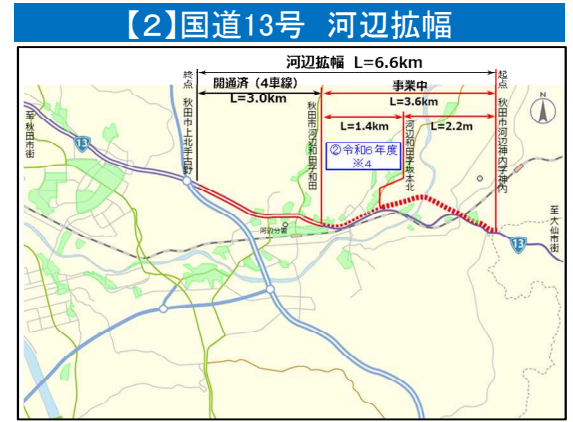 【2】国道13号 河辺拡幅
河辺拡幅 L=6.6km
終点 秋田市上北手古野
開通済（4車線）
L=3.0km
秋田市河辺和田字和田
事業中
L=3.6km
L=1.4km
L=2.2m
②令和6年度
※4
河辺和田字坂本北
起点 秋田市河辺神内字神内
N
至 秋田市街
13
河辺分署
13
至 大仙市街